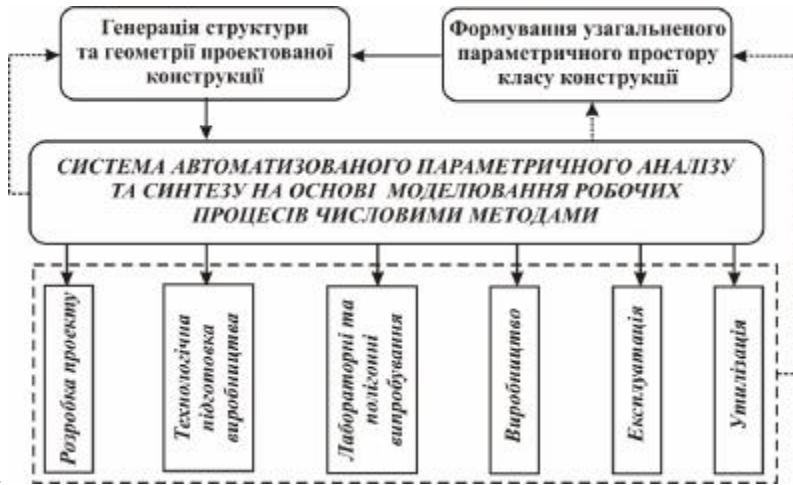 Генерація структури
та геометрії проектованої
конструкції
Формування узагальненого
параметричного простору
класу конструкції
СИСТЕМА АВТОМАТИЗОВАНОГО ПАРАМЕТРИЧНОГО АНАЛІЗУ
ТА СИНТЕЗУ НА ОСНОВІ МОДЕЛЮВАННЯ РОБОЧИХ
ПРОЦЕСІВ ЧИСЛОВИМИ МЕТОДАМИ
Розробка проекту
Технологічна
підготовка
виробництва
Лабораторні та
полігонні
випробування
Виробництво
Експлуатація
Утилізація